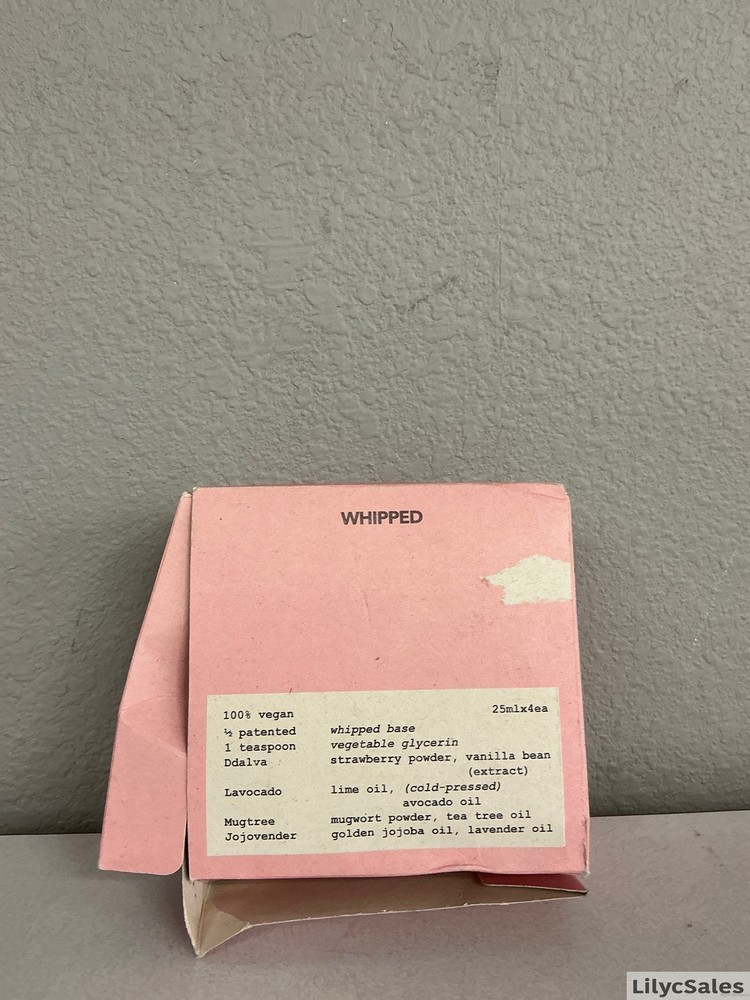 WHIPPED
100% vegan 25mlx4ea
½ patented whipped base
1 teaspoon vegetable glycerin
Ddalva strawberry powder, vanilla bean
(extract)
Lavocado lime oil, (cold-pressed)
avocado oil
Mugtree mugwort powder, tea tree oil
Jojovender golden jojoba oil, lavender oil
LilycSales